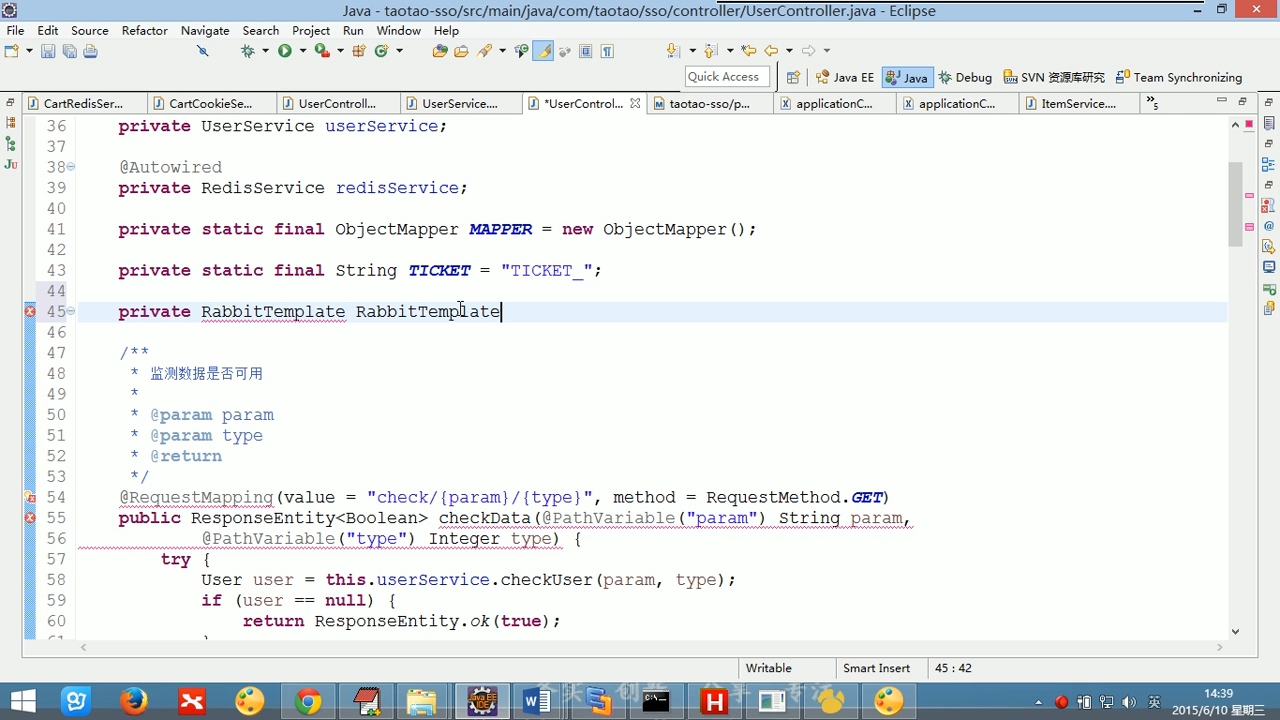 Java - taotao-sso/src/main/java/com/taotao/sso/controller/UserController.java - Eclipse
File Edit Source Refactor Navigate Search Project Run Window Help
Quick Access Java EE Java Debug SVN 资源库研究 Team Synchronizing
CartRedisSer... CartCookieSe... UserControll... UserService.... *UserControl... taotao-sso/p... applicationC... applicationC... ItemService.... »5
36 private UserService userService;
37
38 @Autowired
39 private RedisService redisService;
40
41 private static final ObjectMapper MAPPER = new ObjectMapper();
42
43 private static final String TICKET = "TICKET_";
44
45 private RabbitTemplate RabbitTemplate
46
47 /**
48 * 监测数据是否可用
49 *
50 * @param param
51 * @param type
52 * @return
53 */
54 @RequestMapping(value = "check/{param}/{type}", method = RequestMethod.GET)
55 public ResponseEntity<Boolean> checkData(@PathVariable("param") String param,
56 @PathVariable("type") Integer type) {
57 try {
58 User user = this.userService.checkUser(param, type);
59 if (user == null) {
60 return ResponseEntity.ok(true);
61 }
Writable Smart Insert 45 : 42
英 14:39
2015/6/10 星期三